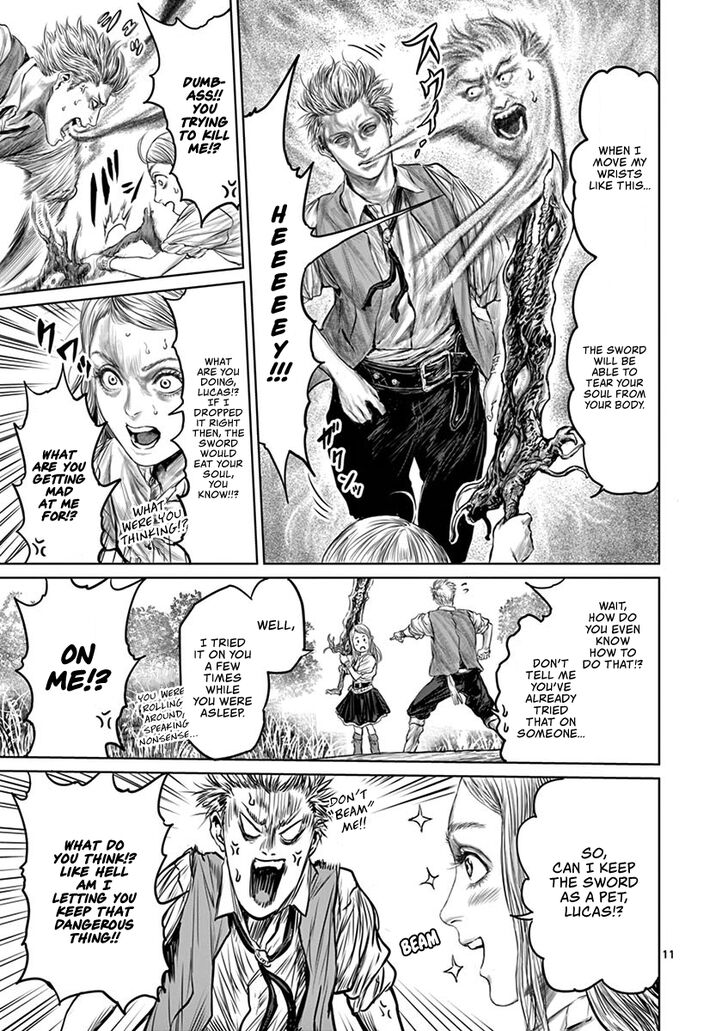 WHEN I
MOVE MY
WRISTS
LIKE THIS...
スウィィ…
THE SWORD
WILL BE
ABLE TO
TEAR YOUR
SOUL FROM
YOUR BODY.
HEEEEEEY!!!
DUMB-
ASS!!
YOU
TRYING
TO KILL
ME!?
WHAT
ARE YOU
DOING,
LUCAS!?
IF I
DROPPED
IT RIGHT
THEN, THE
SWORD
WOULD
EAT YOUR
SOUL,
YOU
KNOW!!?
WHAT
WERE YOU
THINKING!?
WHAT
ARE YOU
GETTING
MAD
AT ME
FOR!?
WAIT,
HOW DO
YOU EVEN
KNOW
HOW TO
DO THAT!?
DON'T
TELL ME
YOU'VE
ALREADY
TRIED
THAT ON
SOMEONE...
WELL,
I TRIED
IT ON YOU
A FEW
TIMES
WHILE
YOU WERE
ASLEEP.
YOU WERE
ROLLING
AROUND,
SPEAKING
NONSENSE...
ON
ME!?
SO,
CAN I KEEP
THE SWORD
AS A PET,
LUCAS!?
BEAM
DON'T
"BEAM"
ME!!
WHAT DO
YOU THINK!?
LIKE HELL
AM I
LETTING YOU
KEEP THAT
DANGEROUS
THING!!
11